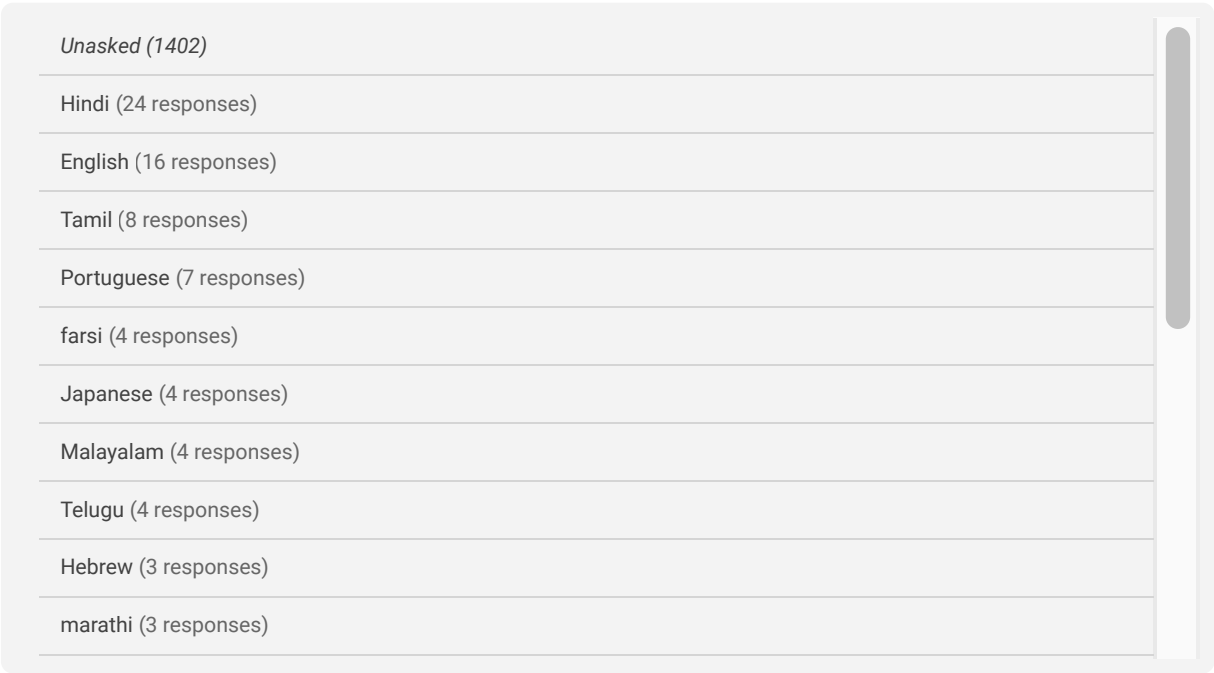 Unasked (1402)
Hindi (24 responses)
English (16 responses)
Tamil (8 responses)
Portuguese (7 responses)
farsi (4 responses)
Japanese (4 responses)
Malayalam (4 responses)
Telugu (4 responses)
Hebrew (3 responses)
marathi (3 responses)